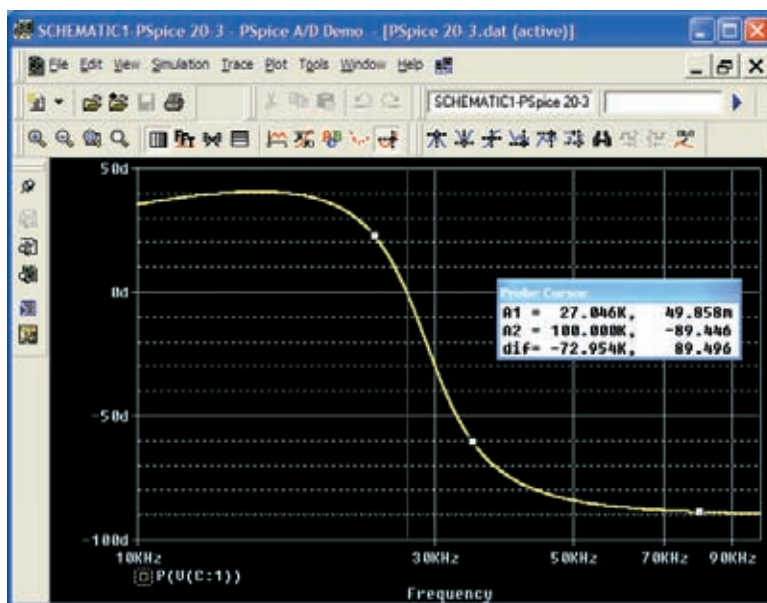 SCHEMATIC1-PSpice 20-3 - PSpice A/D Demo - [PSpice 20-3.dat (active)]
File Edit View Simulation Trace Plot Tools Window Help
SCHEMATIC1-PSpice 20-3
50d
0d
-50d
-100d
Probe Cursor
A1 = 27.046K, 49.858m
A2 = 100.000K, -89.446
dif= -72.954K, 89.496
10KHz 30KHz 50KHz 70KHz 90KHz
P(V(C:1))
Frequency